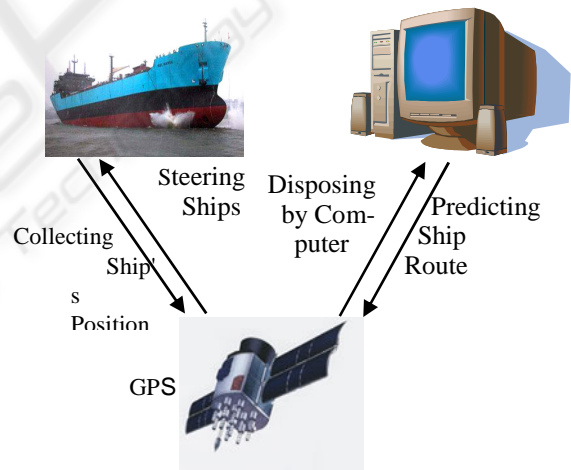 Steering
Ships
Disposing
by Com-
puter
Predicting
Ship
Route
Collecting
Ship'
s
Position
GPS